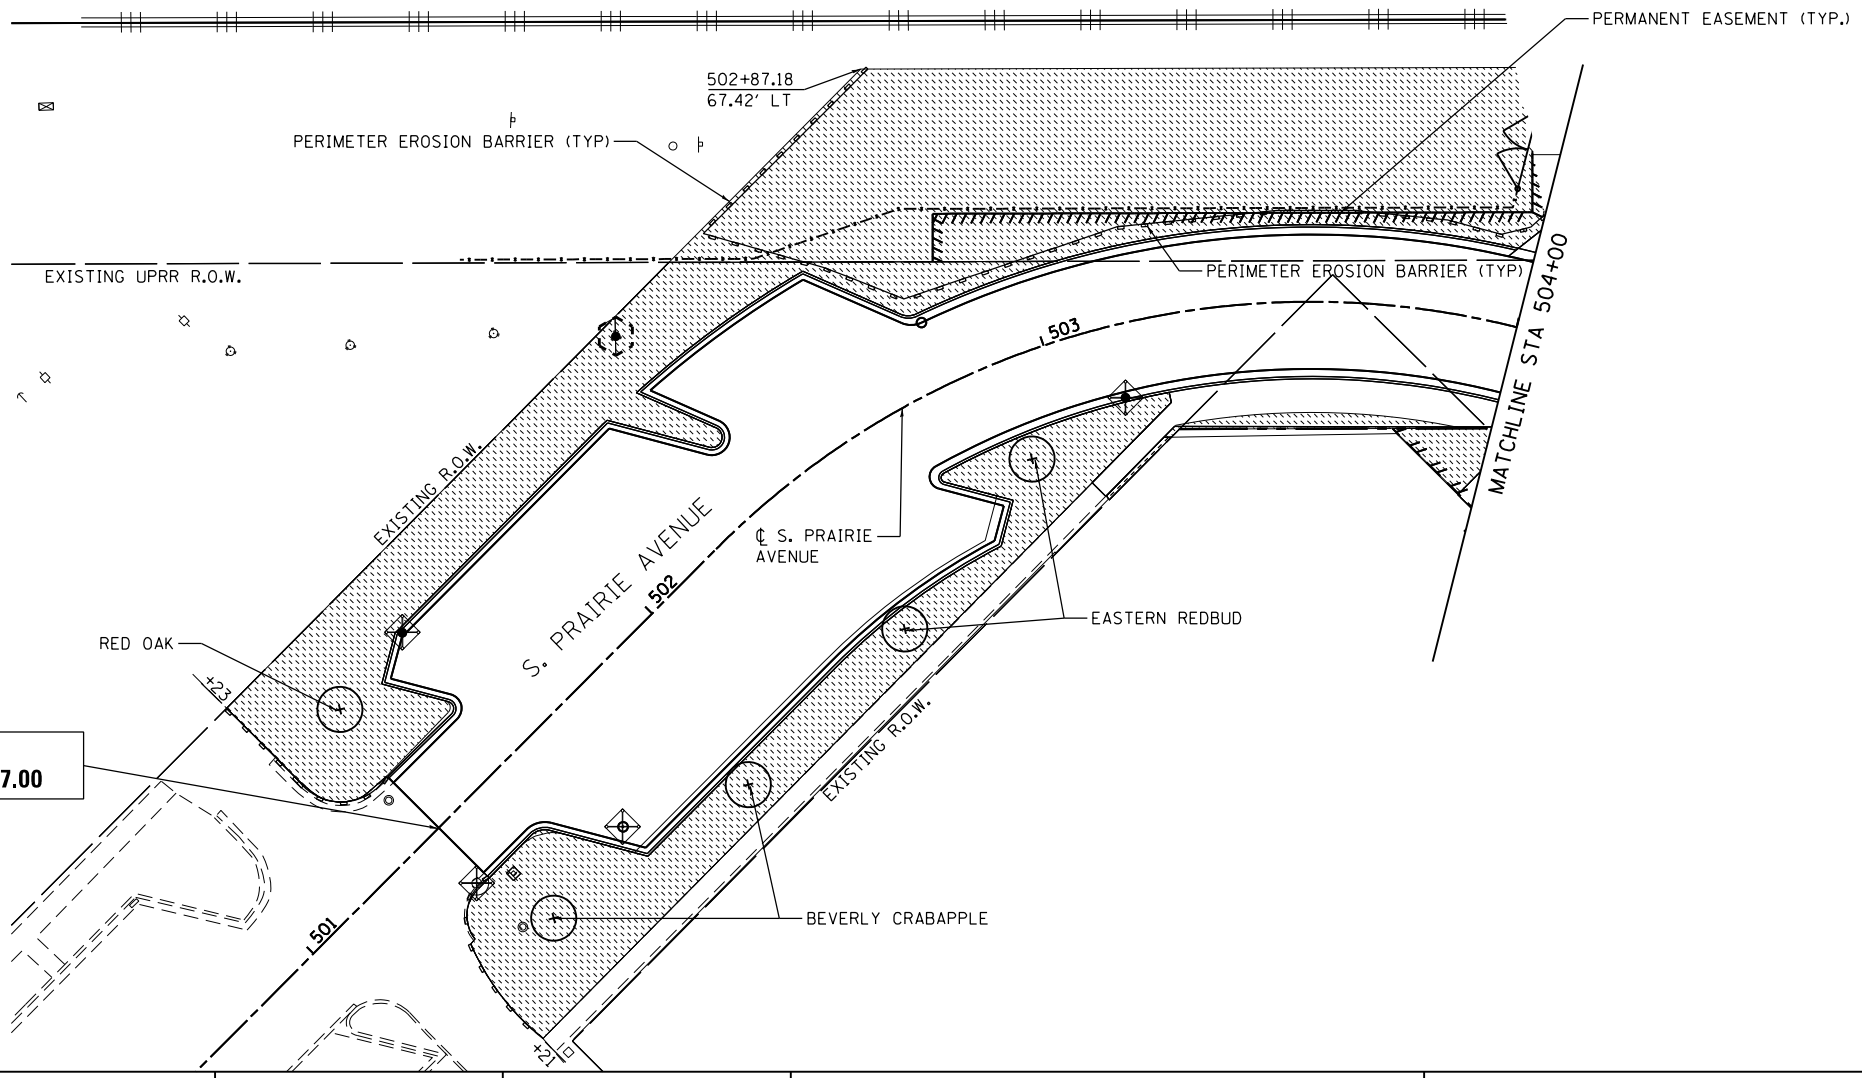 PERMANENT EASEMENT (TYP.)
502+87.18
67.42' LT
PERIMETER EROSION BARRIER (TYP)
EXISTING UPRR R.O.W.
PERIMETER EROSION BARRIER (TYP)
MATCHLINE STA 504+00
503
EXISTING R.O.W.
S. PRAIRIE AVENUE
℄ S. PRAIRIE
AVENUE
502
EASTERN REDBUD
RED OAK
+23
7.00
EXISTING R.O.W.
BEVERLY CRABAPPLE
501
+21